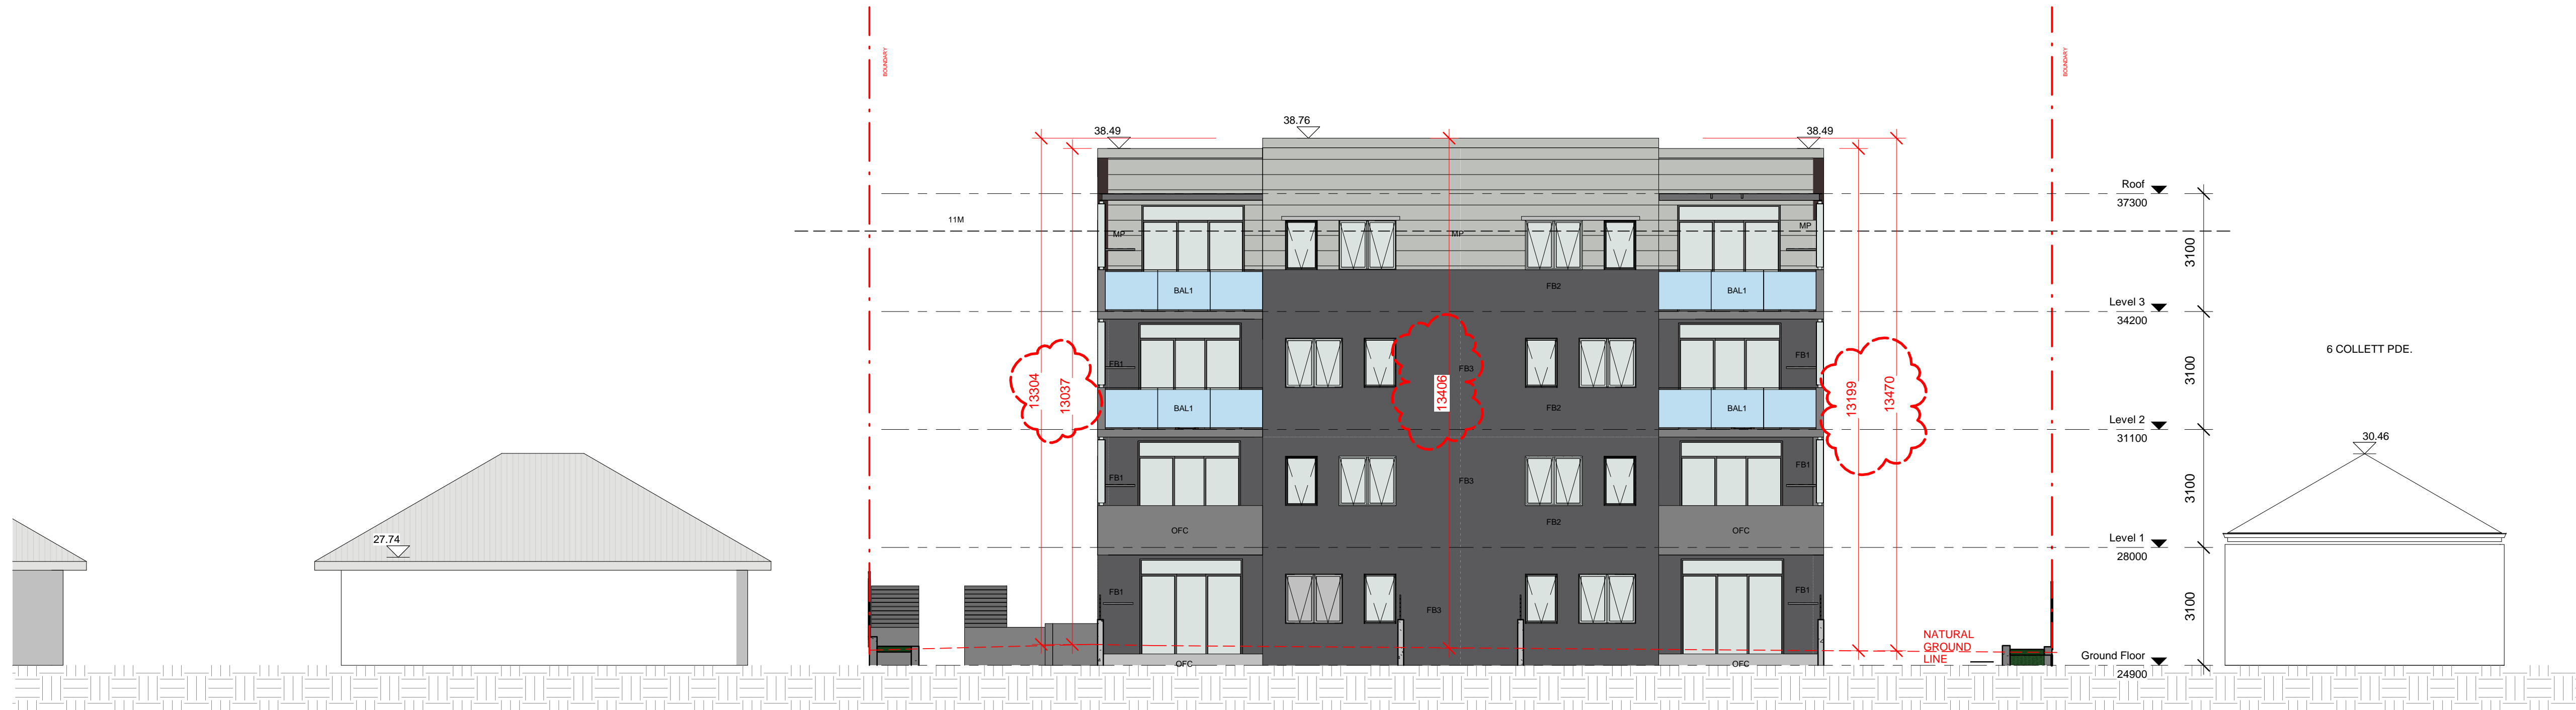 BOUNDARY
BOUNDARY
38.49
38.76
38.49
Roof
37300
11M
MP
MP
MP
3100
BAL1
FB2
BAL1
Level 3
34200
6 COLLETT PDE.
FB1
FB3
FB1
3100
13304
13037
13406
13199
13470
BAL1
FB2
BAL1
Level 2
31100
30.46
FB1
FB3
FB1
3100
OFC
FB2
OFC
27.74
Level 1
28000
FB1
FB3
FB1
3100
NATURAL
GROUND
LINE
OFC
OFC
Ground Floor
24900